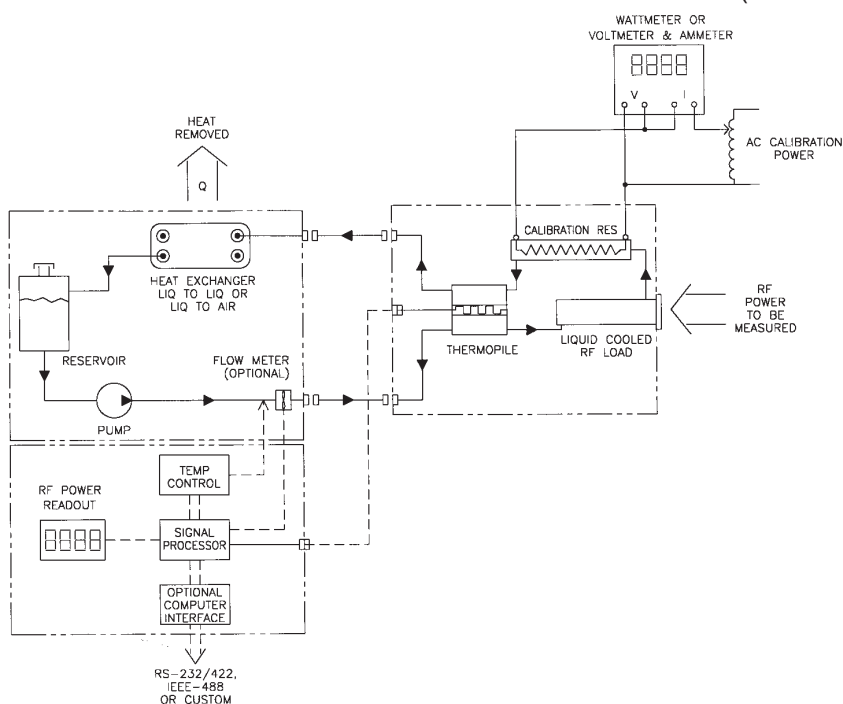 WATTMETER OR
VOLTMETER & AMMETER
V I
HEAT
REMOVED
Q
AC CALIBRATION
POWER
CALIBRATION RES
HEAT EXCHANGER
LIQ TO LIQ OR
LIQ TO AIR
RF
POWER
TO BE
MEASURED
THERMOPILE
LIQUID COOLED
RF LOAD
RESERVOIR
FLOW METER
(OPTIONAL)
PUMP
TEMP
CONTROL
RF POWER
READOUT
SIGNAL
PROCESSOR
OPTIONAL
COMPUTER
INTERFACE
RS-232/422,
IEEE-488
OR CUSTOM